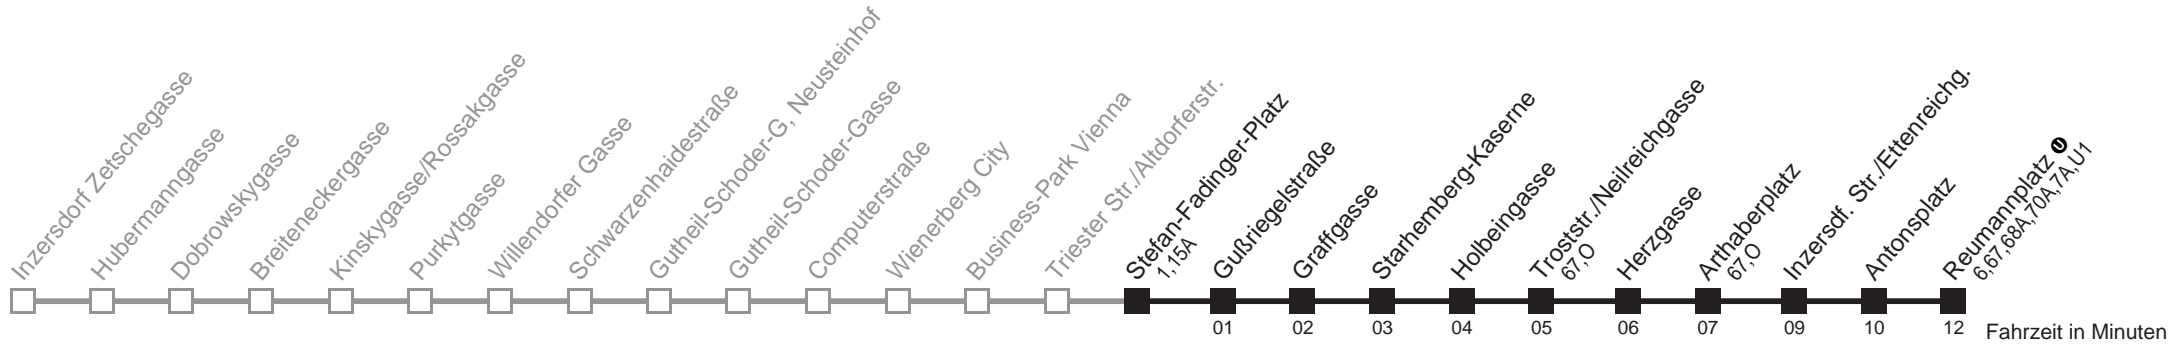 Inzersdorf Zetschegasse
Hubermanngasse
Dobrowskygasse
Breiteneckergasse
Kinskygasse/Rossakgasse
Purkytgasse
Willendorfer Gasse
Schwarzenhaidestraße
Gutheil-Schoder-G, Neusteinhof
Gutheil-Schoder-Gasse
Computerstraße
Wienerberg City
Business-Park Vienna
Triester Str./Altdorferstr.
Stefan-Fadinger-Platz
1,15A
Gußriegelstraße
Graffgasse
Starhemberg-Kaserne
Holbeingasse
Troststr./Neilreichgasse
67,O
Herzgasse
Arthaberplatz
67,O
Inzersdf. Str./Ettenreichg.
Antonsplatz
Reumannplatz U
6,67,68A,70A,7A,U1
01 02 03 04 05 06 07 09 10 12 Fahrzeit in Minuten